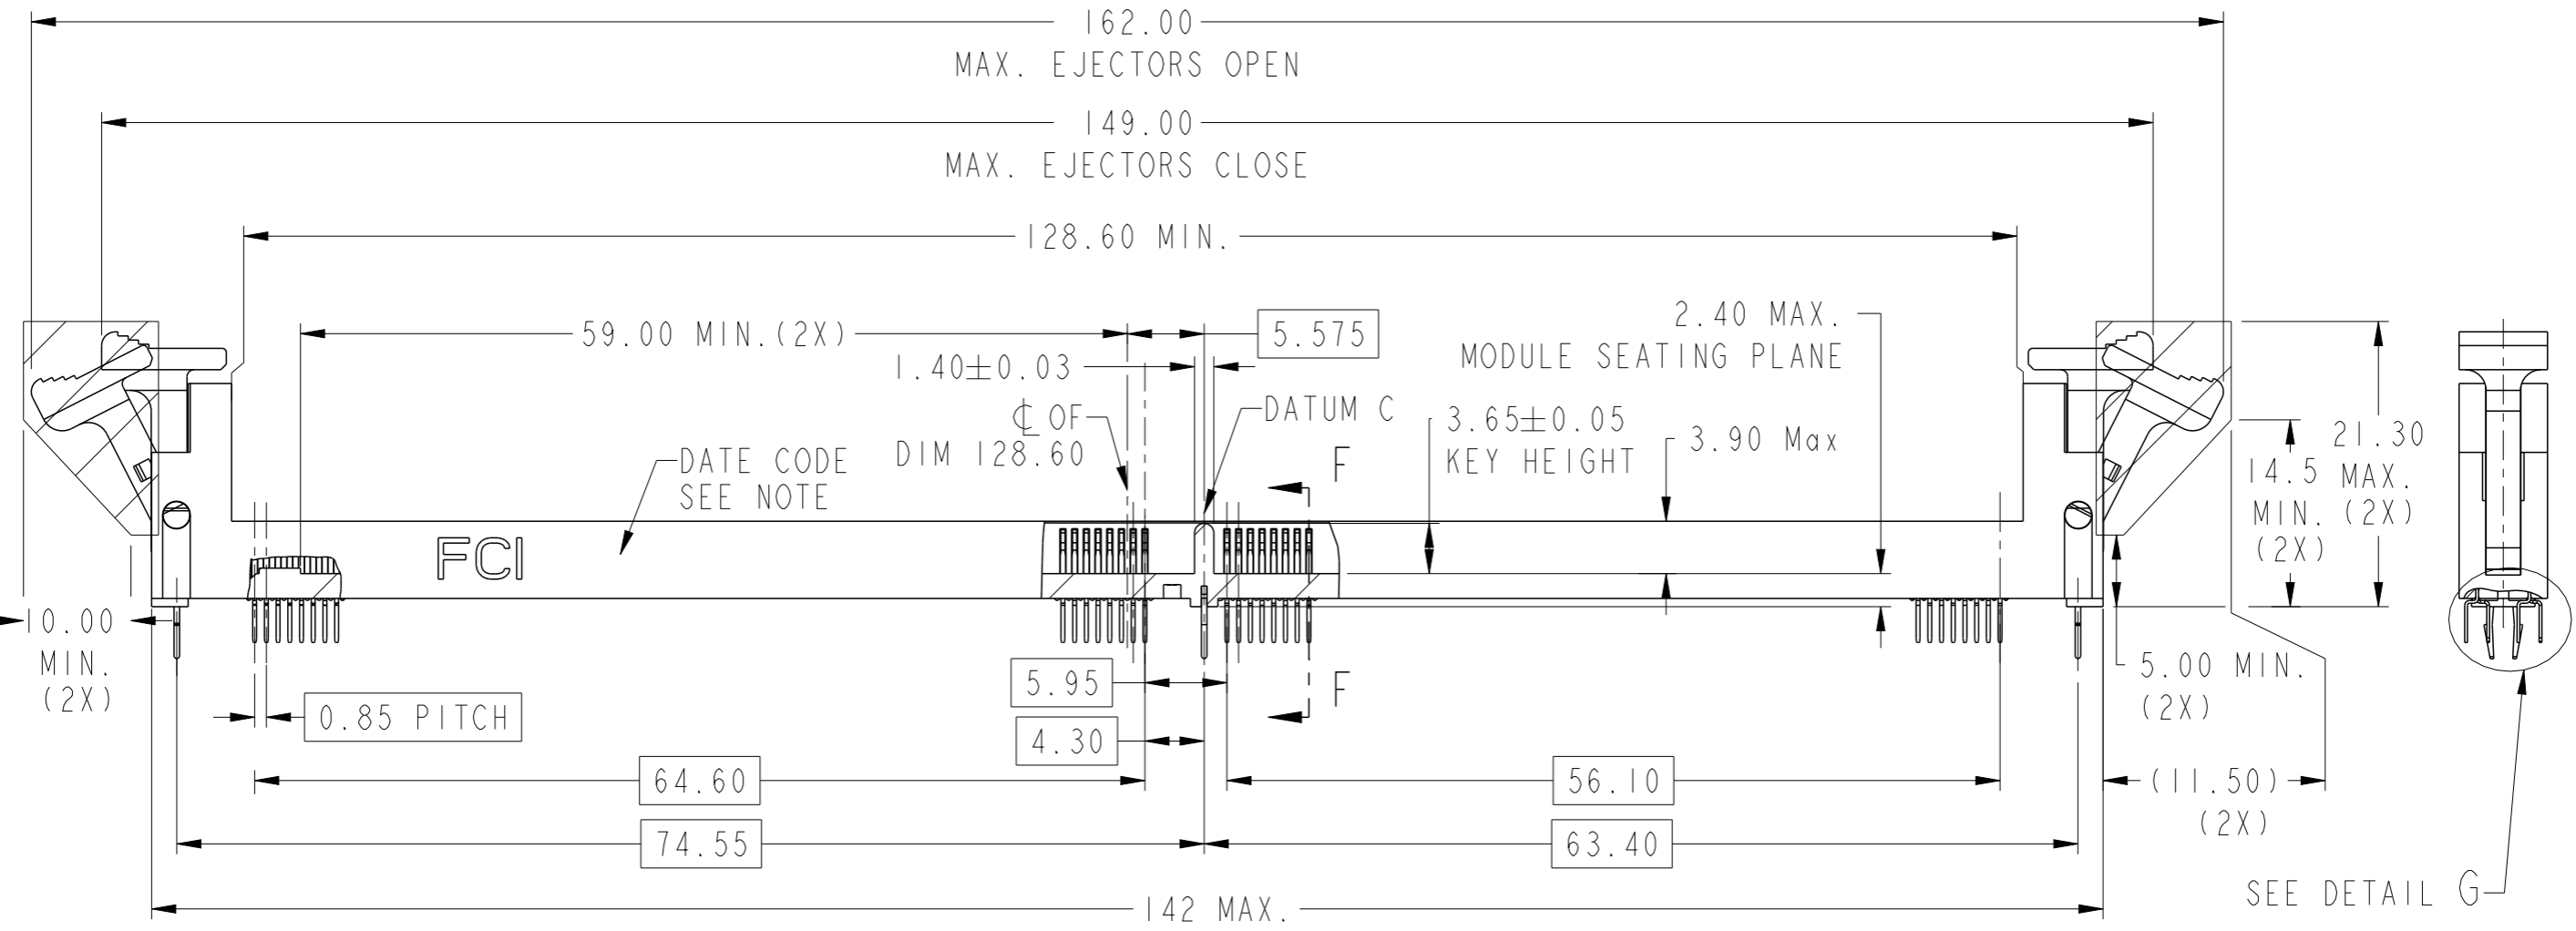 162.00
MAX. EJECTORS OPEN
149.00
MAX. EJECTORS CLOSE
128.60 MIN.
59.00 MIN.(2X)
5.575
2.40 MAX.
MODULE SEATING PLANE
1.40±0.03
℄ OF
DIM 128.60
DATUM C
3.65±0.05
KEY HEIGHT
3.90 Max
F
DATE CODE
SEE NOTE
21.30
MAX.
(2X)
14.5
MIN.
(2X)
FCI
10.00
MIN.
(2X)
5.95
F
5.00 MIN.
(2X)
0.85 PITCH
4.30
64.60
56.10
(11.50)
(2X)
74.55
63.40
SEE DETAIL G
142 MAX.